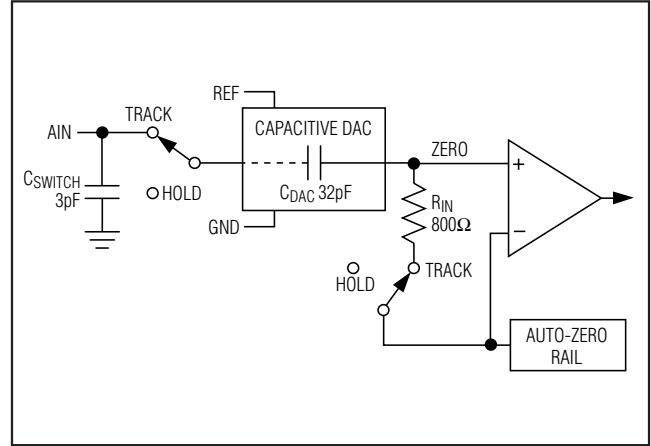 REF
TRACK
AIN
CAPACITIVE DAC
ZERO
+
CSWITCH
3pF
HOLD
CDAC 32pF
RIN
800Ω
GND
−
HOLD
TRACK
AUTO-ZERO
RAIL